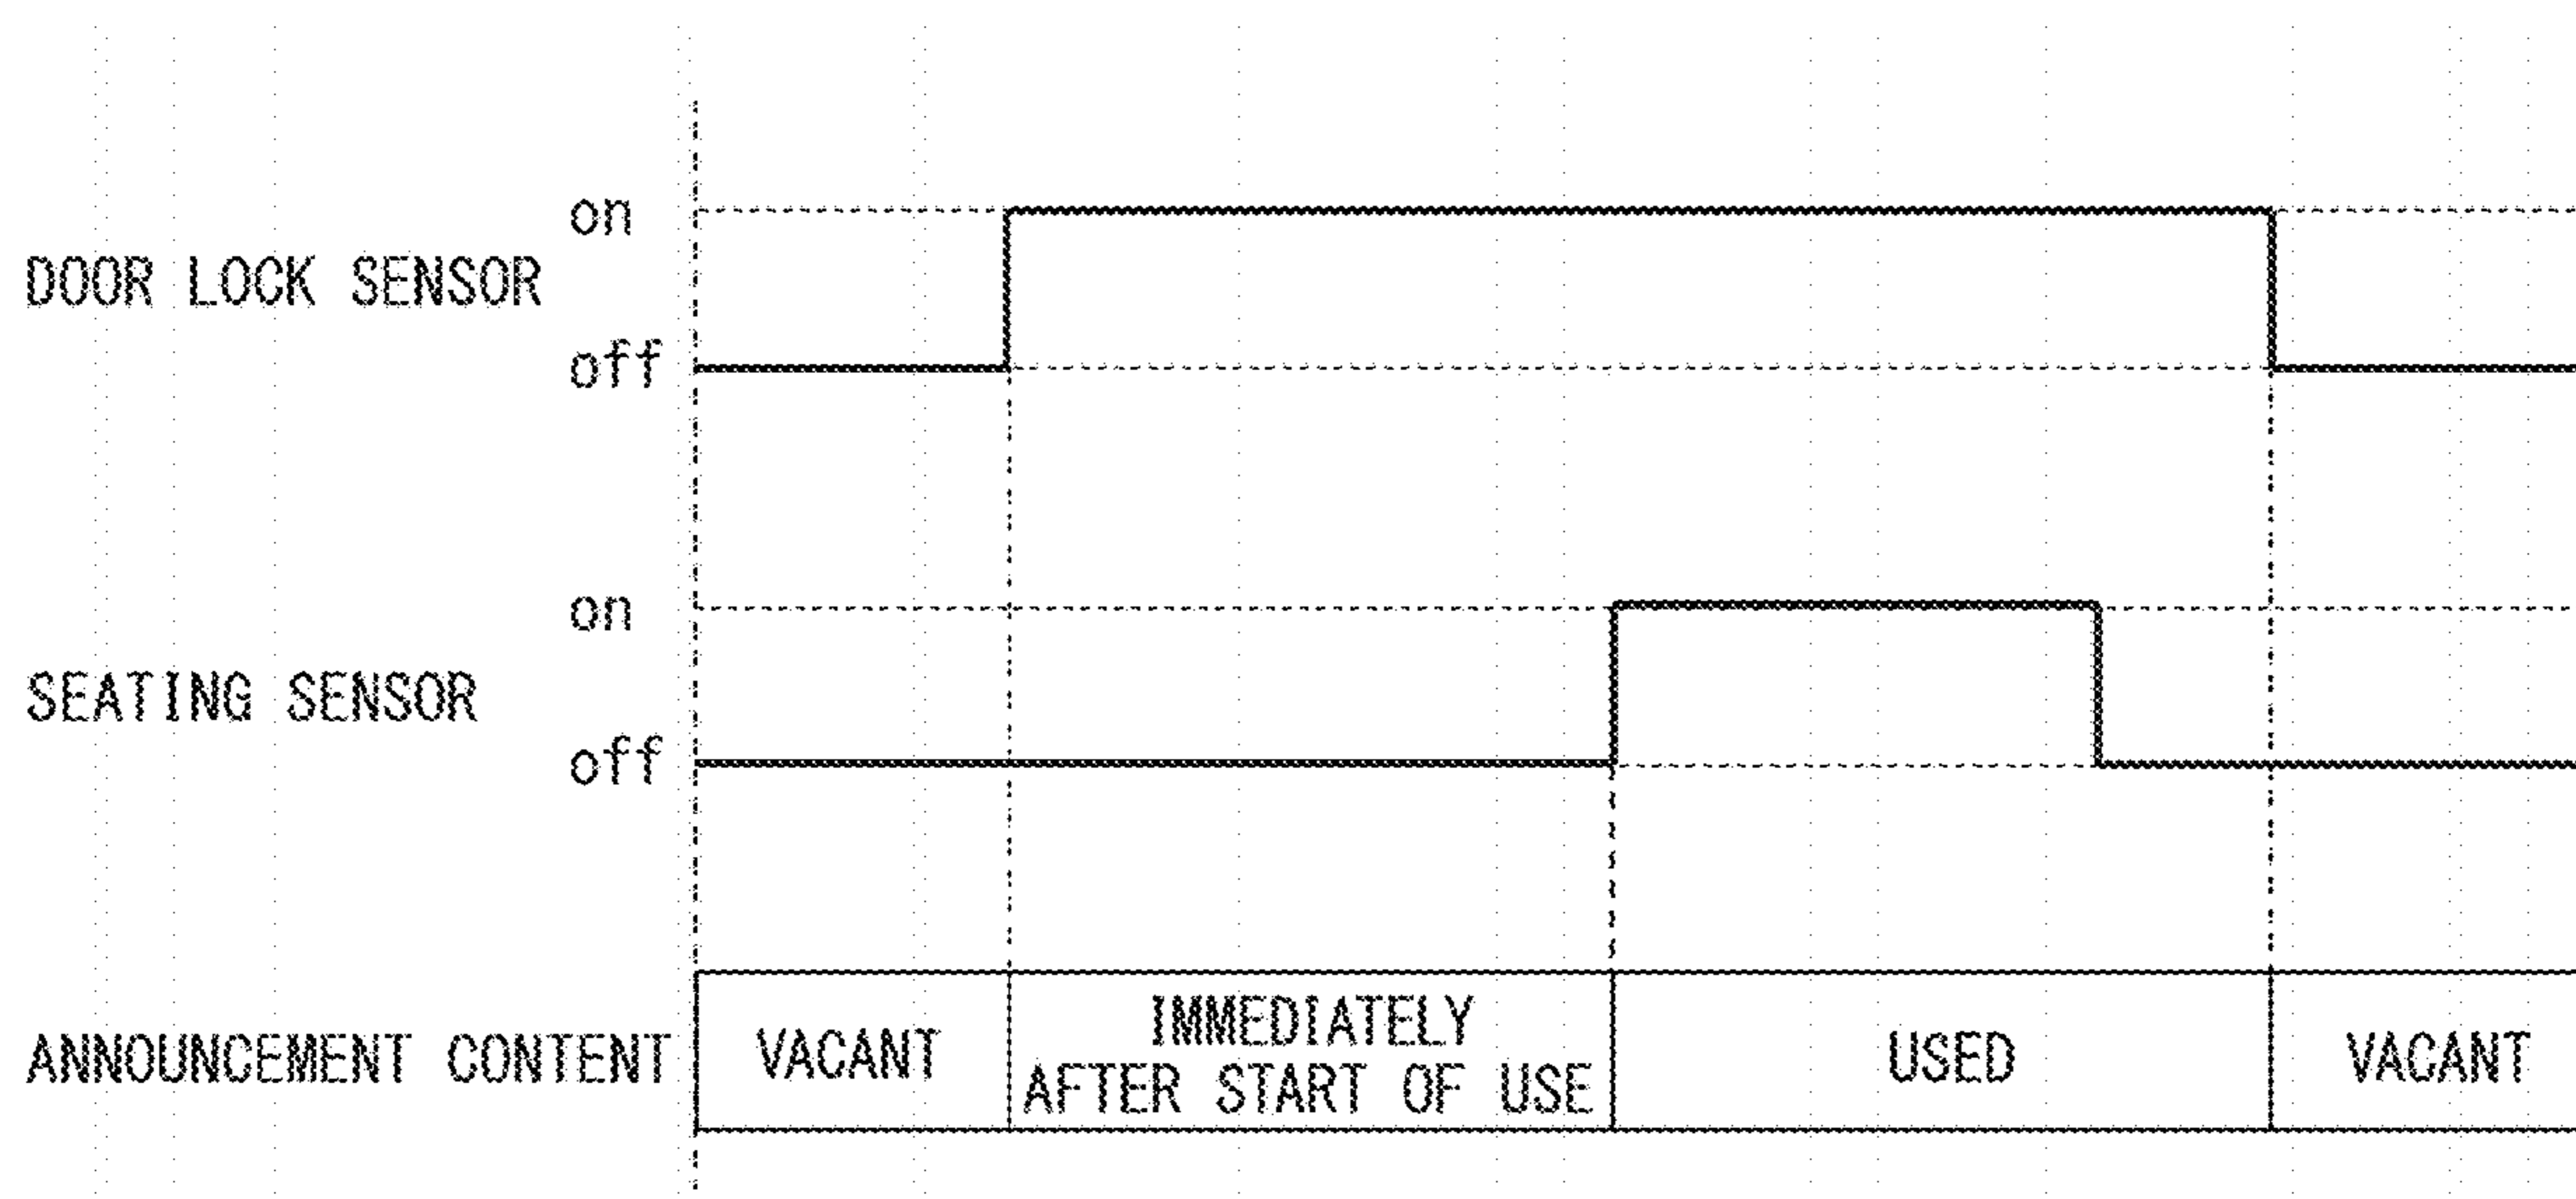 on
DOOR LOCK SENSOR
off
on
SEATING SENSOR
off
ANNOUNCEMENT CONTENT
VACANT
IMMEDIATELY
AFTER START OF USE
USED
VACANT